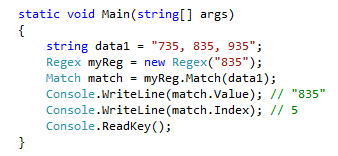 static void Main(string[] args)
{
string data1 = "735, 835, 935";
Regex myReg = new Regex("835");
Match match = myReg.Match(data1);
Console.WriteLine(match.Value); // "835"
Console.WriteLine(match.Index); // 5
Console.ReadKey();
}